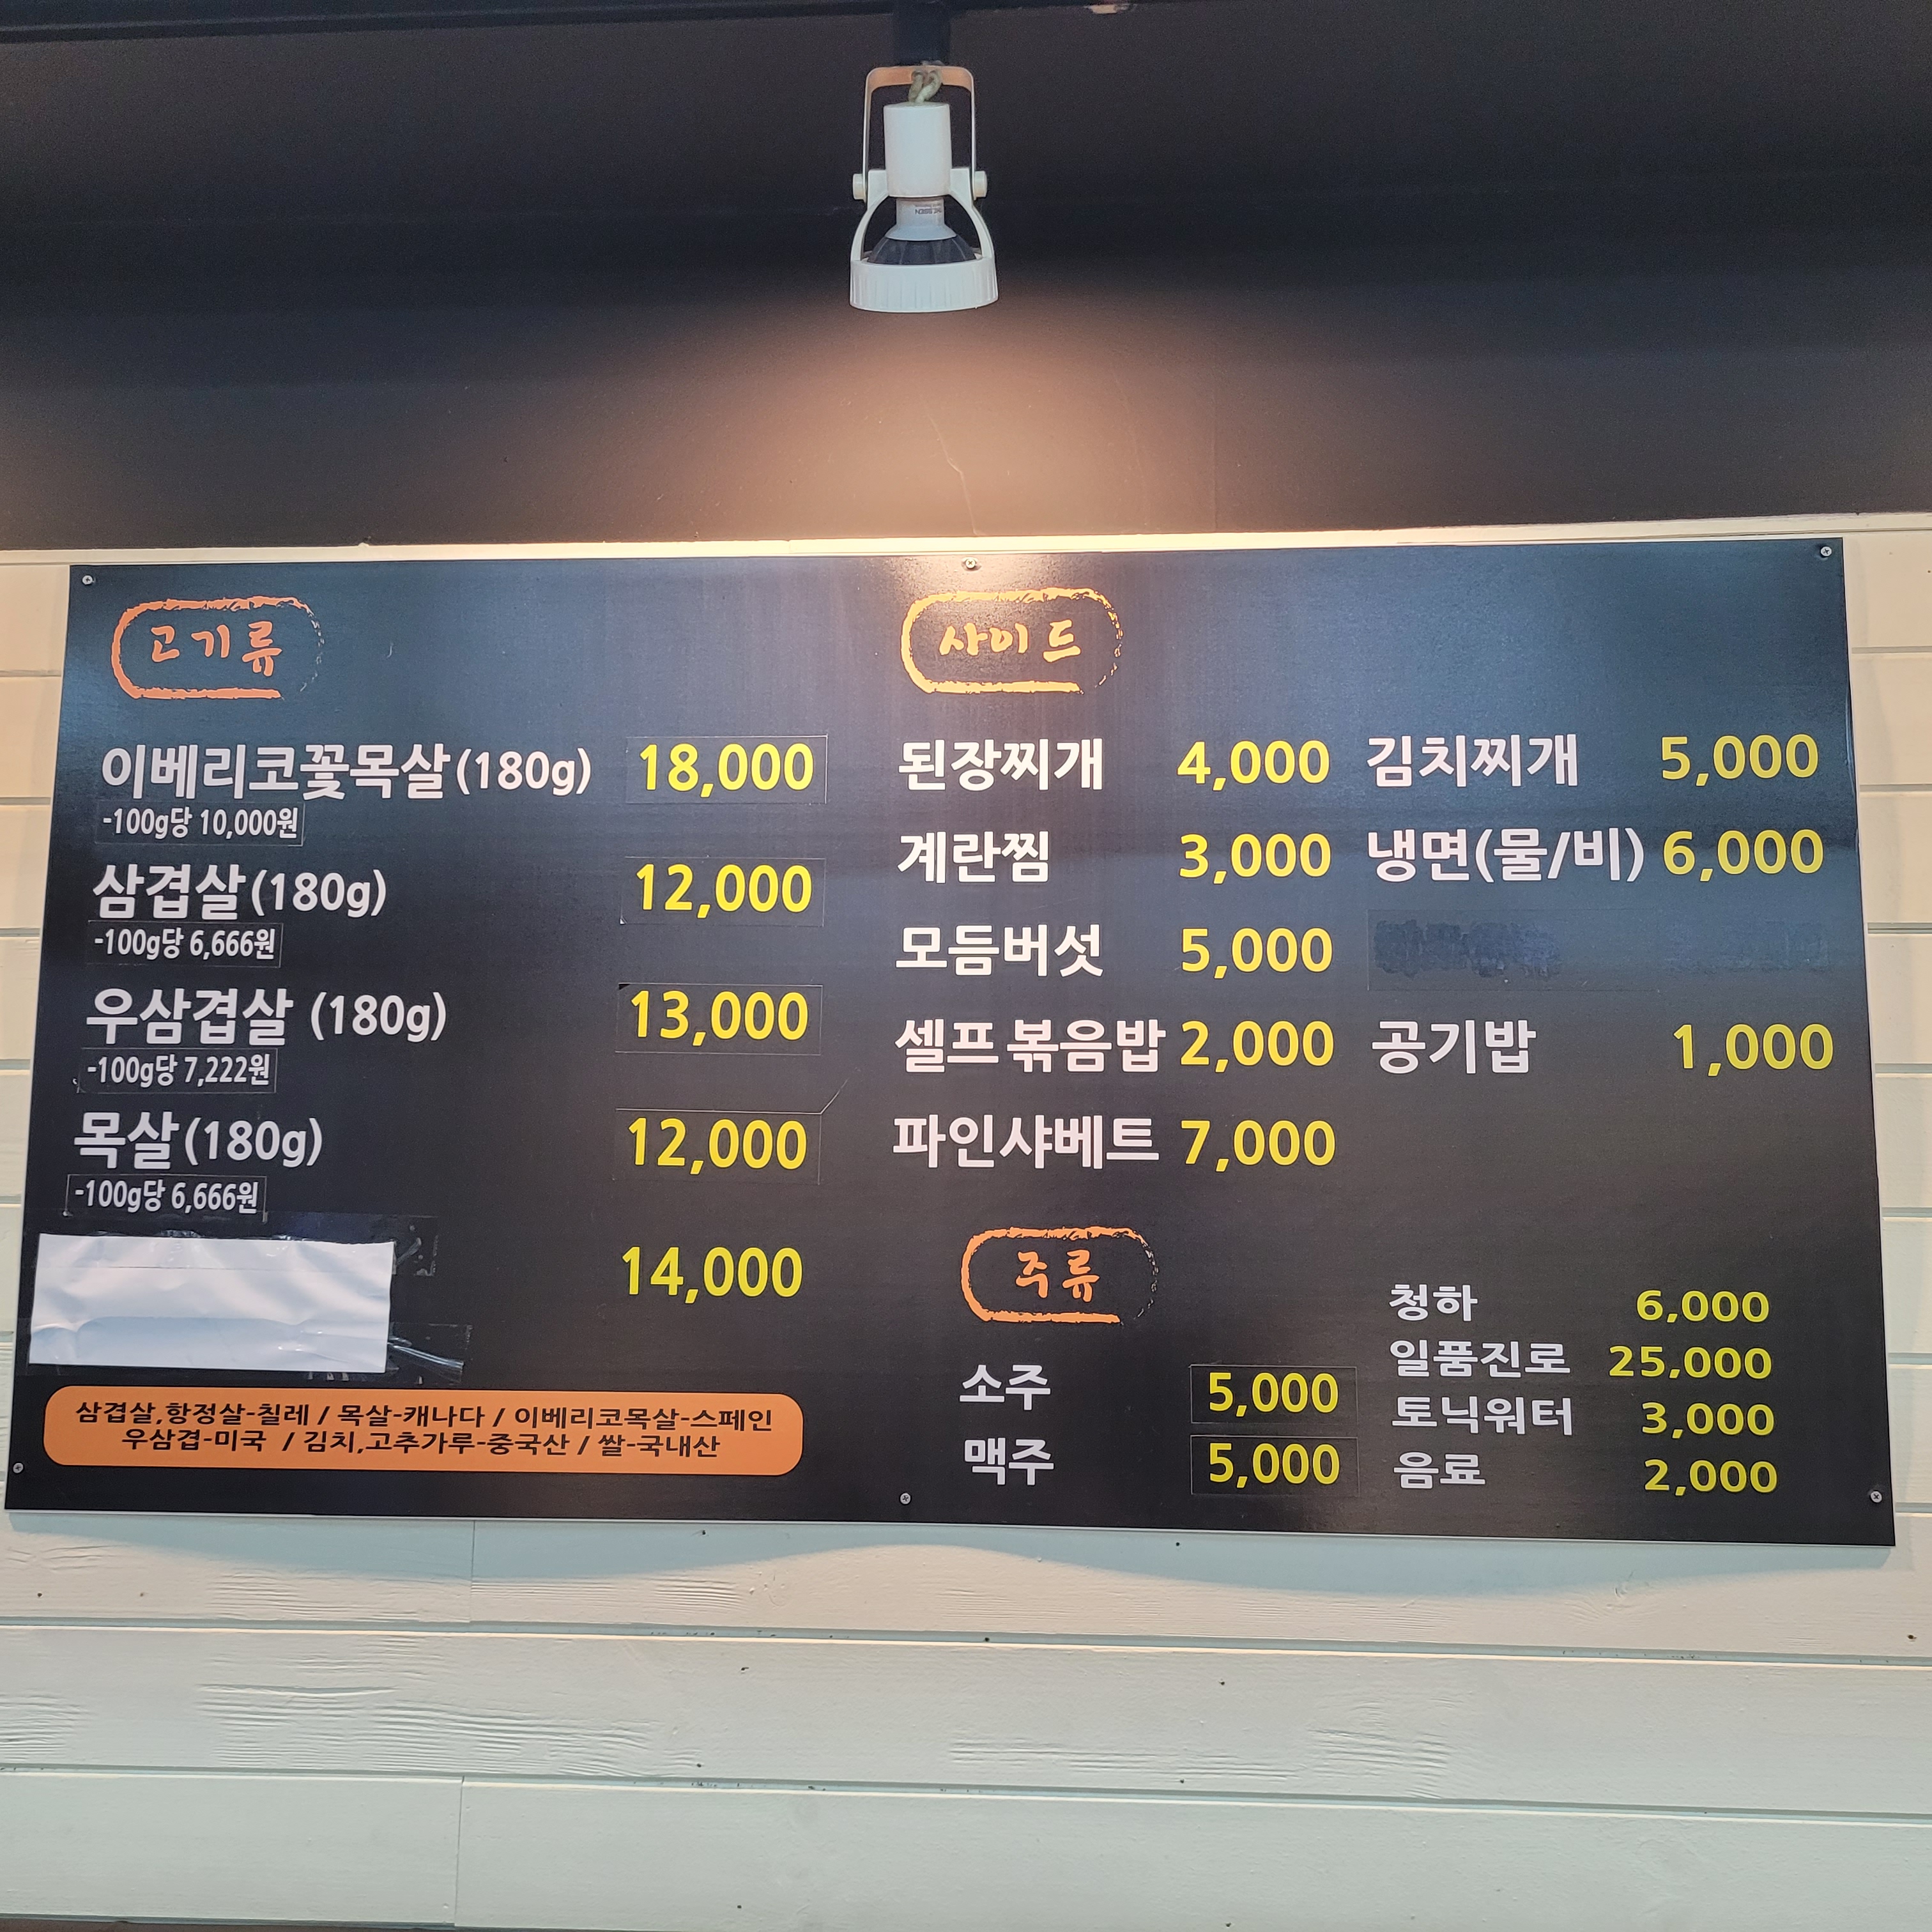 고기류
이베리코꽃목살(180g) 18,000
-100g당 10,000원
삼겹살(180g) 12,000
-100g당 6,666원
우삼겹살 (180g) 13,000
-100g당 7,222원
목살(180g) 12,000
-100g당 6,666원
14,000
삼겹살,항정살-칠레 / 목살-캐나다 / 이베리코목살-스페인
우삼겹-미국 / 김치,고추가루-중국산 / 쌀-국내산
사이드
된장찌개 4,000 김치찌개 5,000
계란찜 3,000 냉면(물/비) 6,000
모듬버섯 5,000
셀프 볶음밥 2,000 공기밥 1,000
파인샤베트 7,000
주류
소주 5,000
맥주 5,000
청하 6,000
일품진로 25,000
토닉워터 3,000
음료 2,000